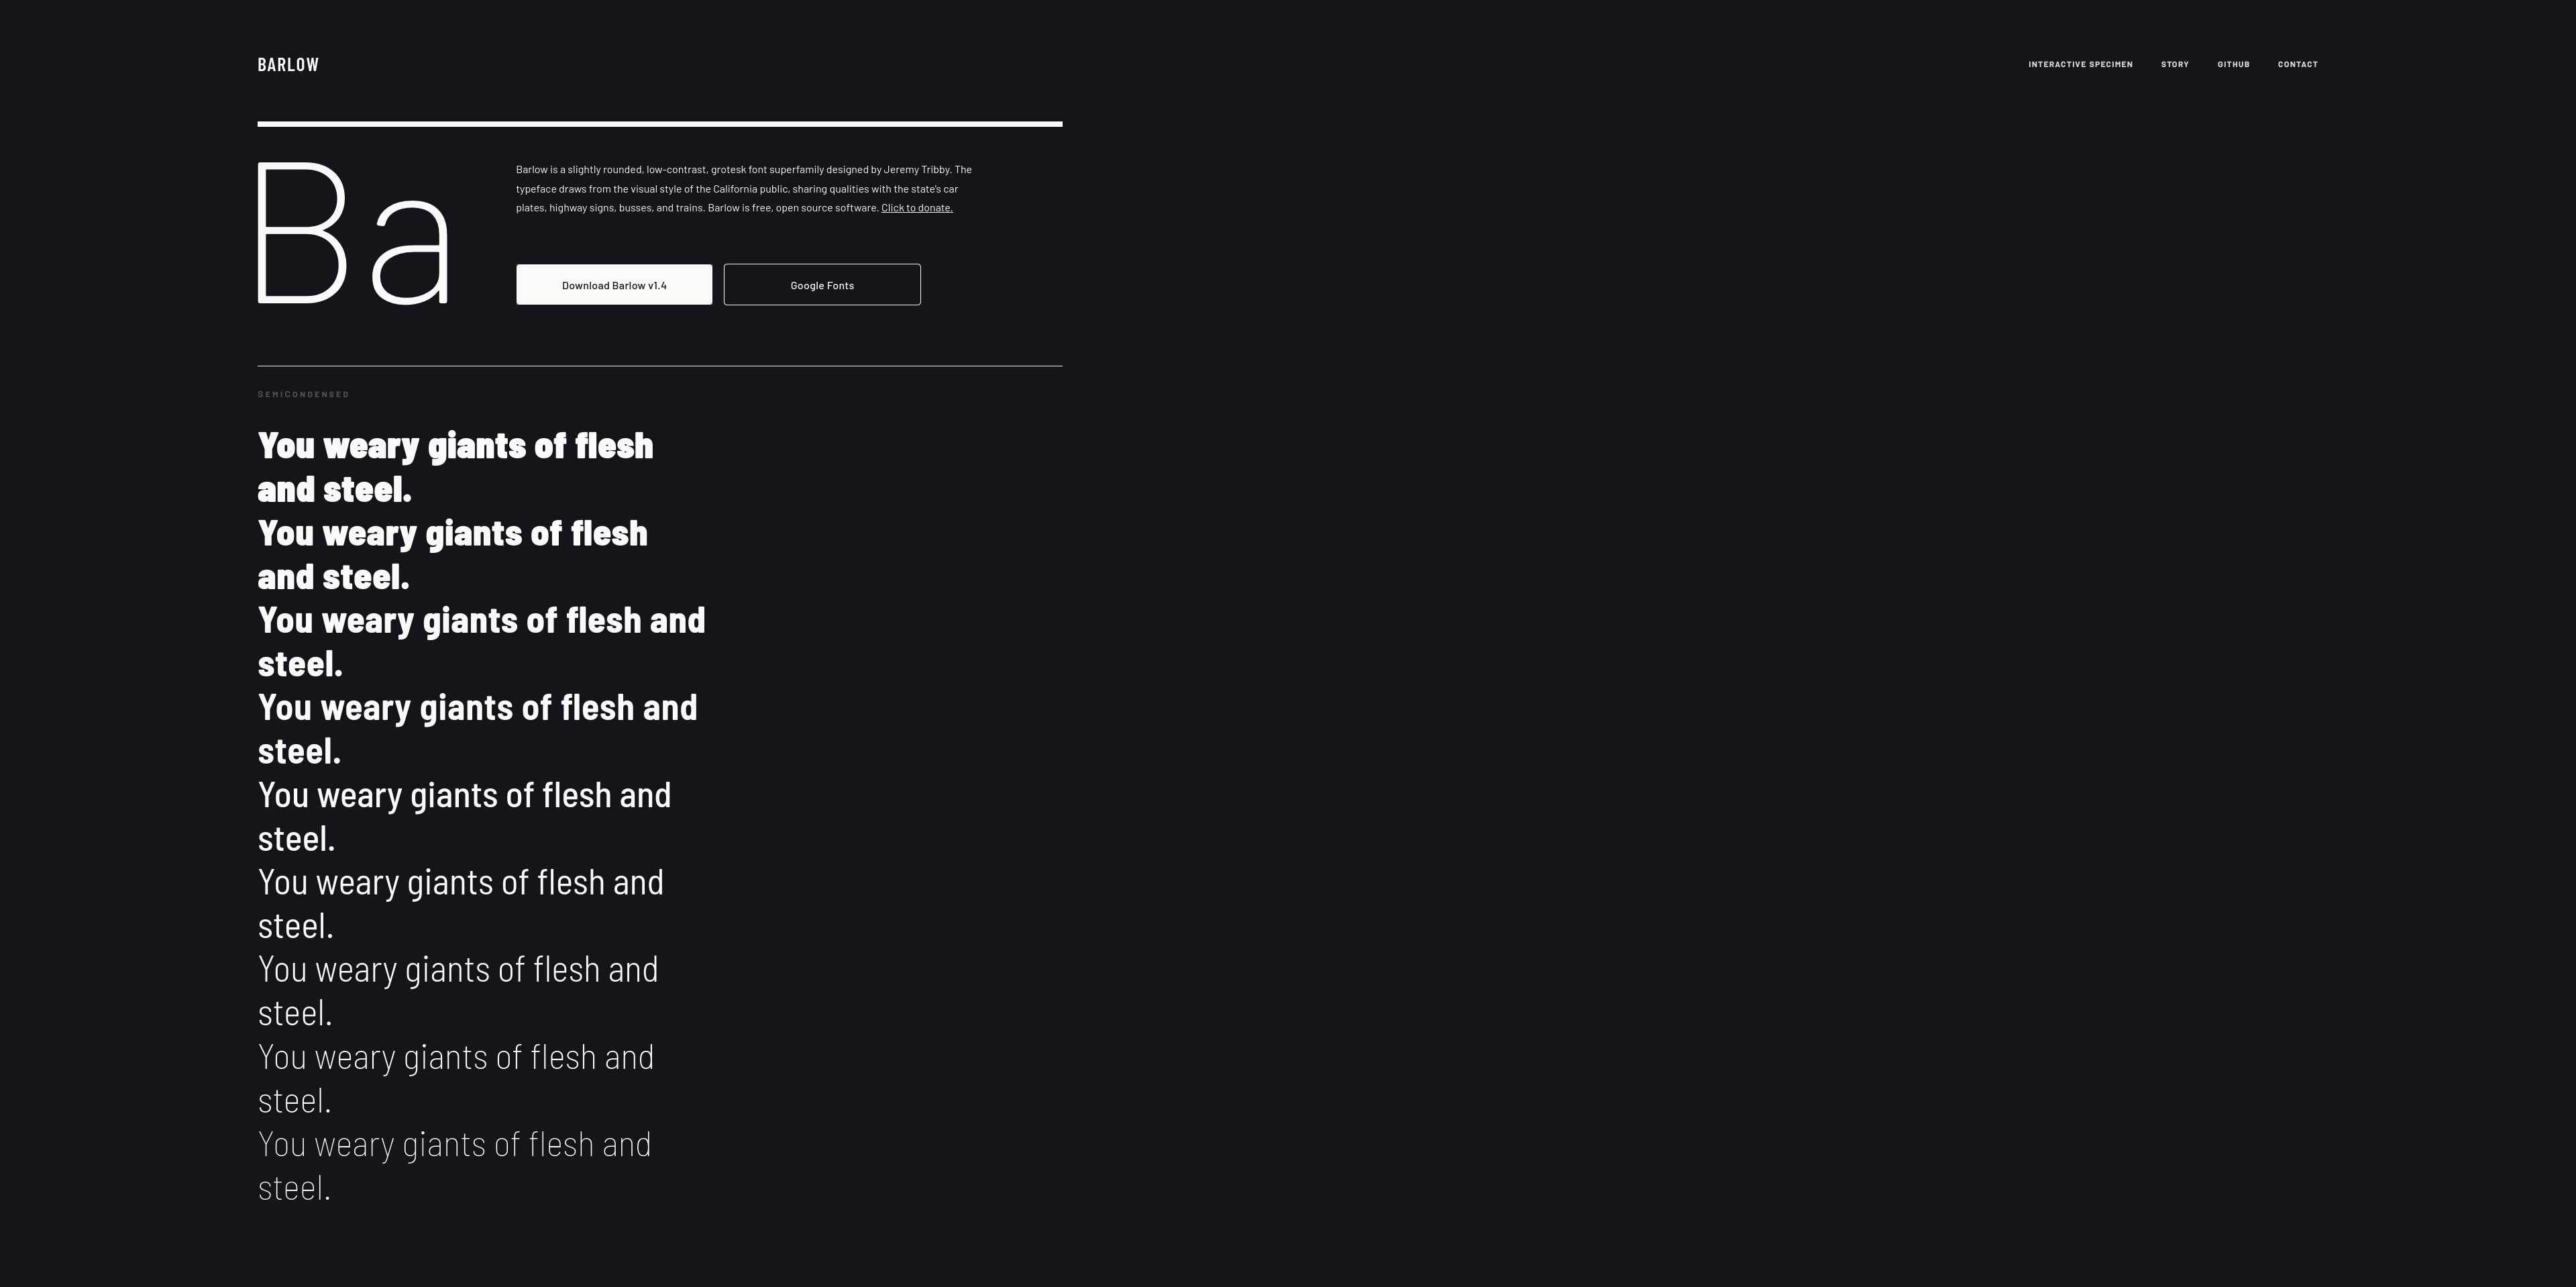 BARLOW
INTERACTIVE SPECIMEN
STORY
GITHUB
CONTACT
Ba
Barlow is a slightly rounded, low-contrast, grotesk font superfamily designed by Jeremy Tribby. The
typeface draws from the visual style of the California public, sharing qualities with the state's car
plates, highway signs, busses, and trains. Barlow is free, open source software. Click to donate.
Download Barlow v1.4
Google Fonts
SEMICONDENSED
You weary giants of flesh
and steel.
You weary giants of flesh
and steel.
You weary giants of flesh and
steel.
You weary giants of flesh and
steel.
You weary giants of flesh and
steel.
You weary giants of flesh and
steel.
You weary giants of flesh and
steel.
You weary giants of flesh and
steel.
You weary giants of flesh and
steel.